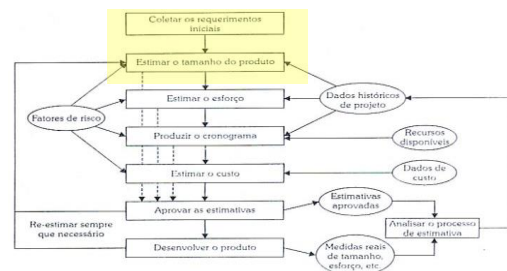 Coletar os requerimentos
iniciais
Estimar o tamanho do produto
Estimar o esforço
Dados históricos
de projeto
Fatores de risco
Produzir o cronograma
Recursos
disponíveis
Estimar o custo
Dados de
custo
Aprovar as estimativas
Estimativas
aprovadas
Re-estimar sempre
que necessário
Analisar o processo
de estimativa
Desenvolver o produto
Medidas reais
de tamanho,
esforço, etc